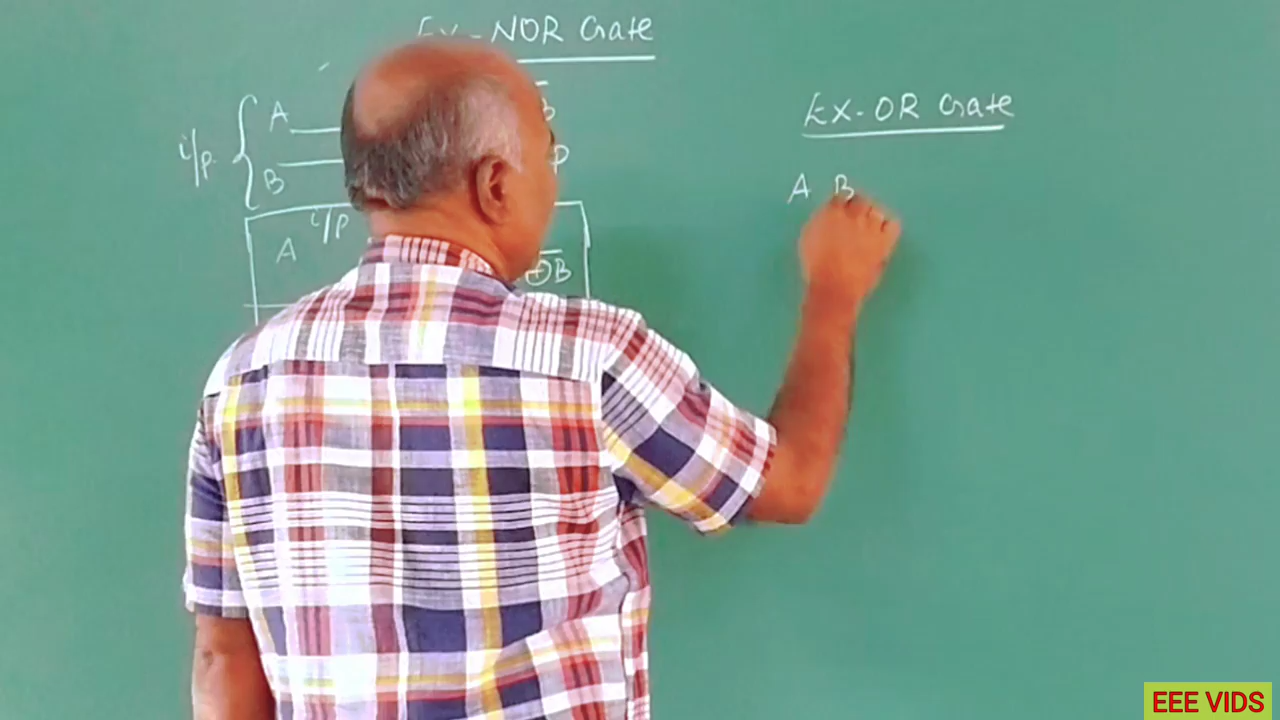 Ex-NOR Gate
EX-OR Gate
i/p
A
B
B
p
i/p
A
⊕B
A B
EEE VIDS